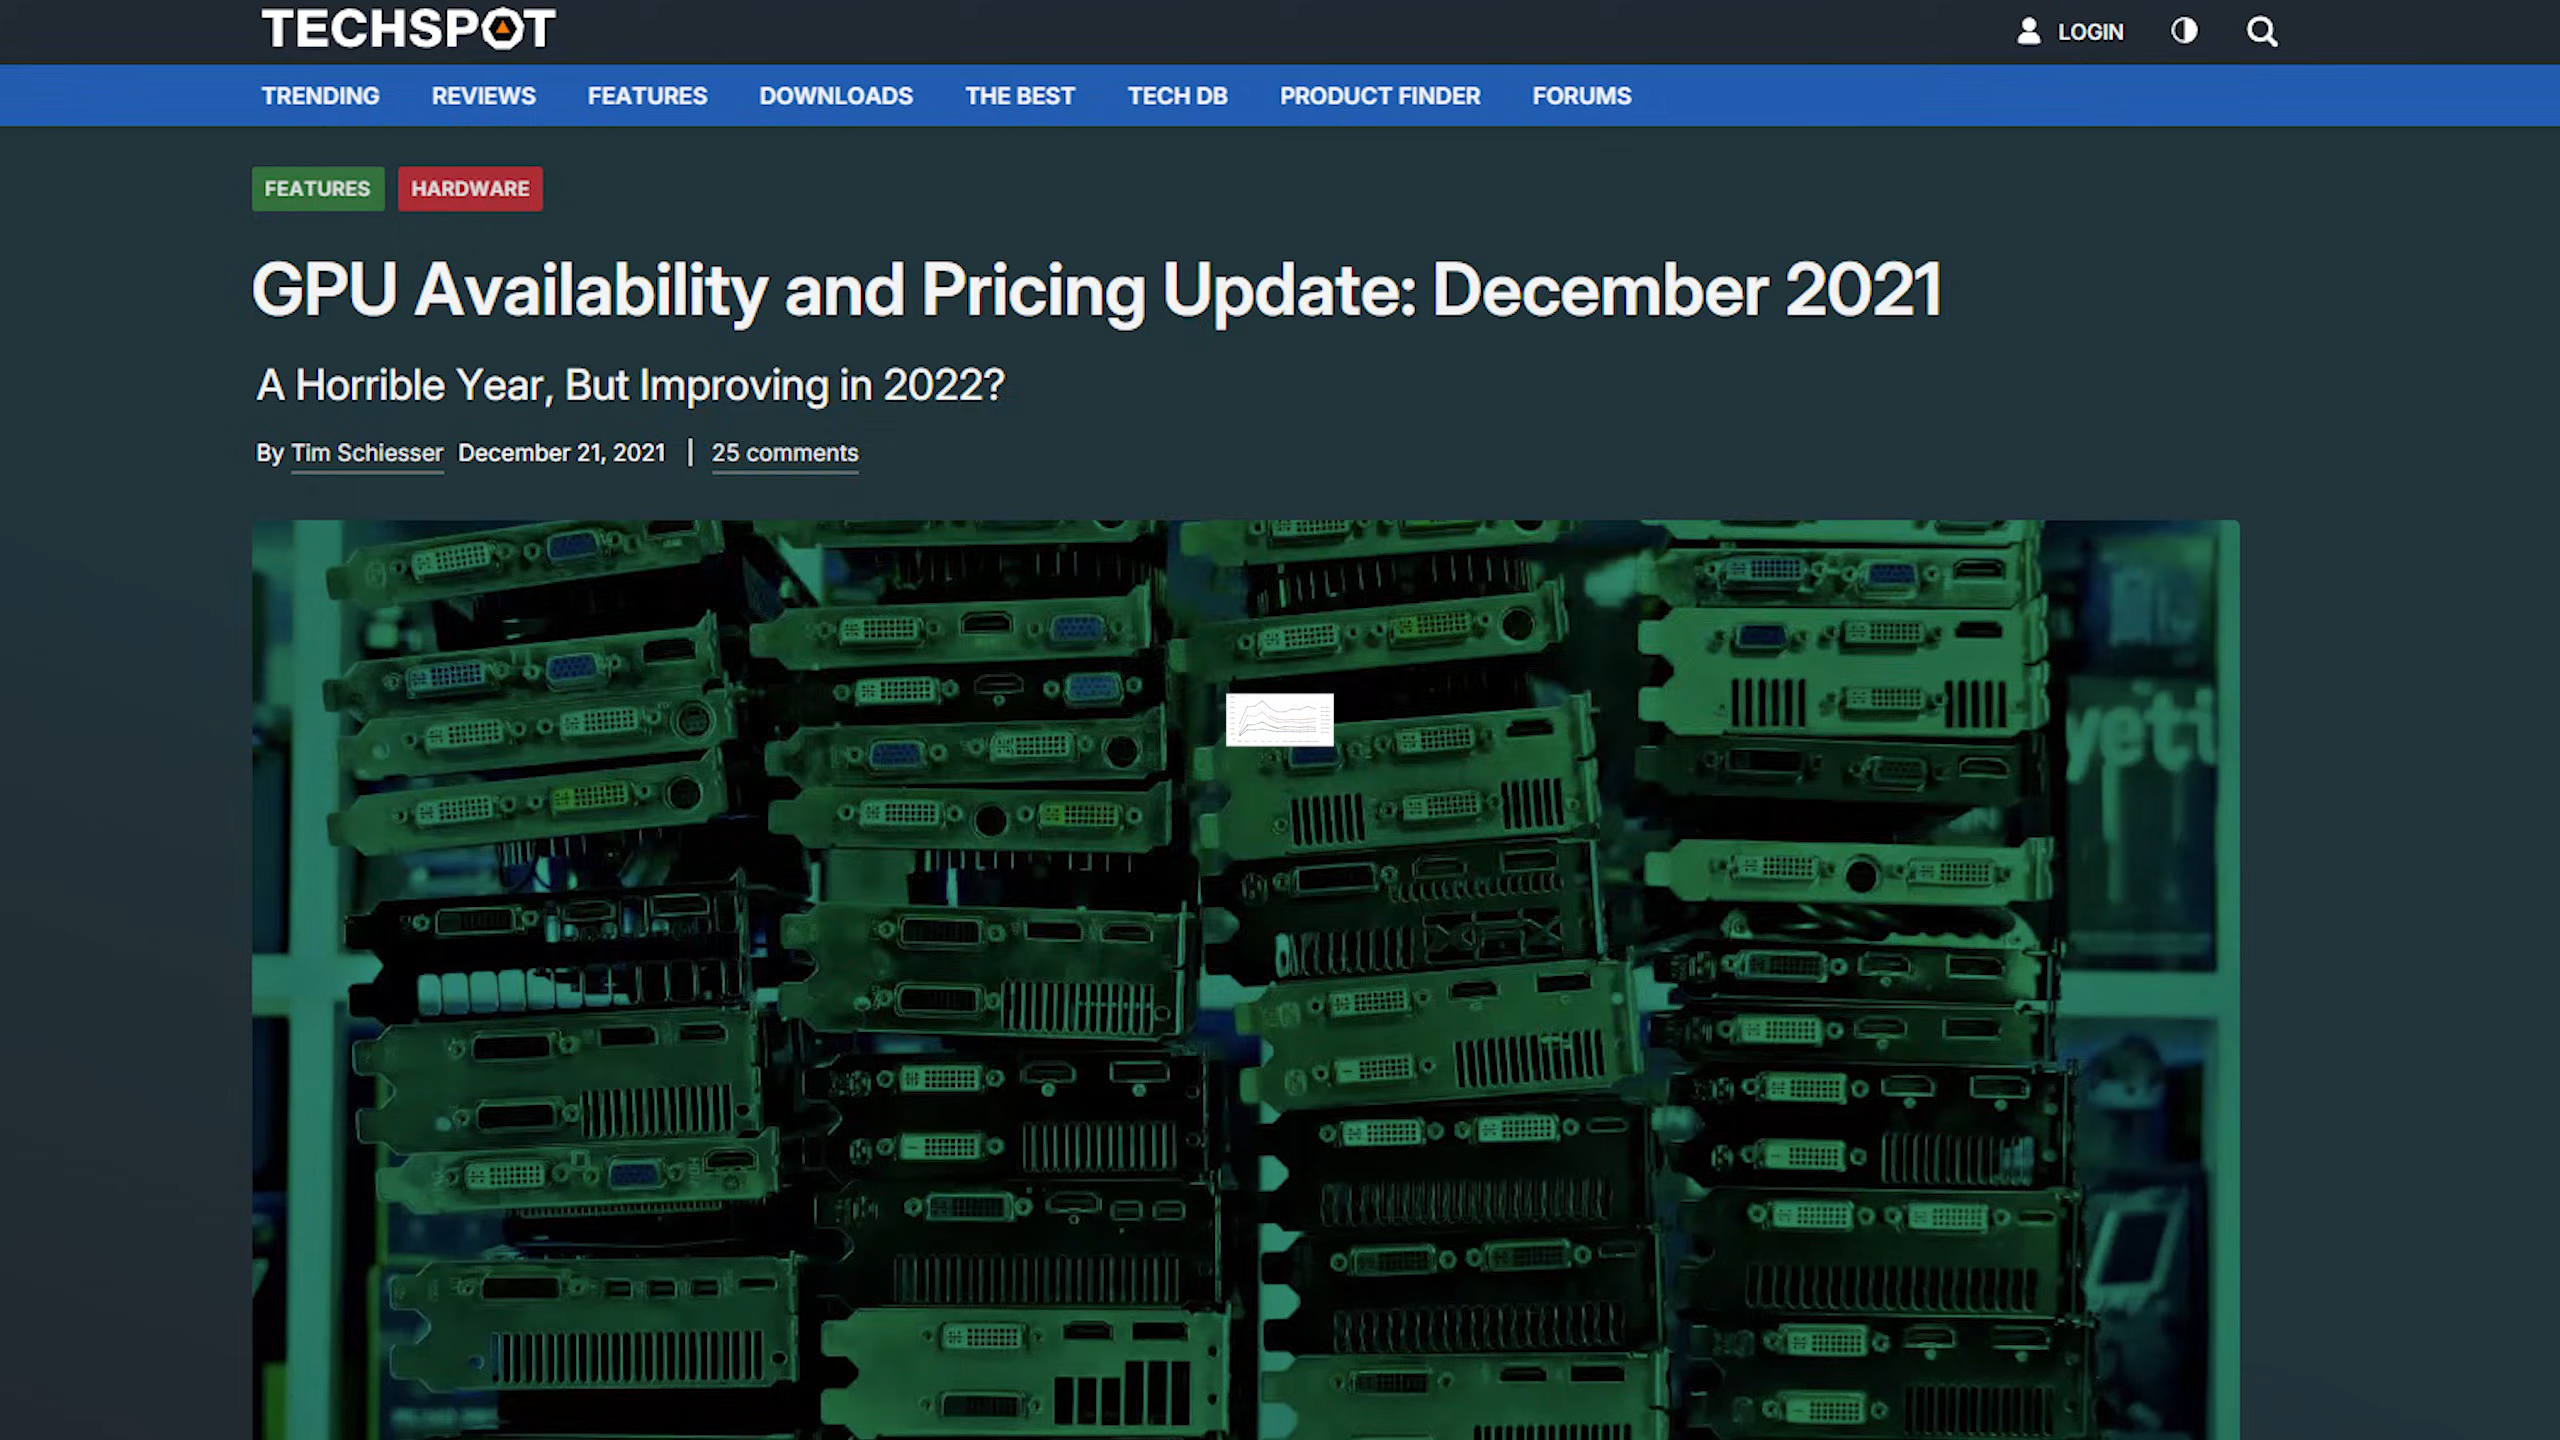 TECHSPOT
LOGIN
TRENDING REVIEWS FEATURES DOWNLOADS THE BEST TECH DB PRODUCT FINDER FORUMS
FEATURES HARDWARE
GPU Availability and Pricing Update: December 2021
A Horrible Year, But Improving in 2022?
By Tim Schiesser December 21, 2021 | 25 comments
yeti